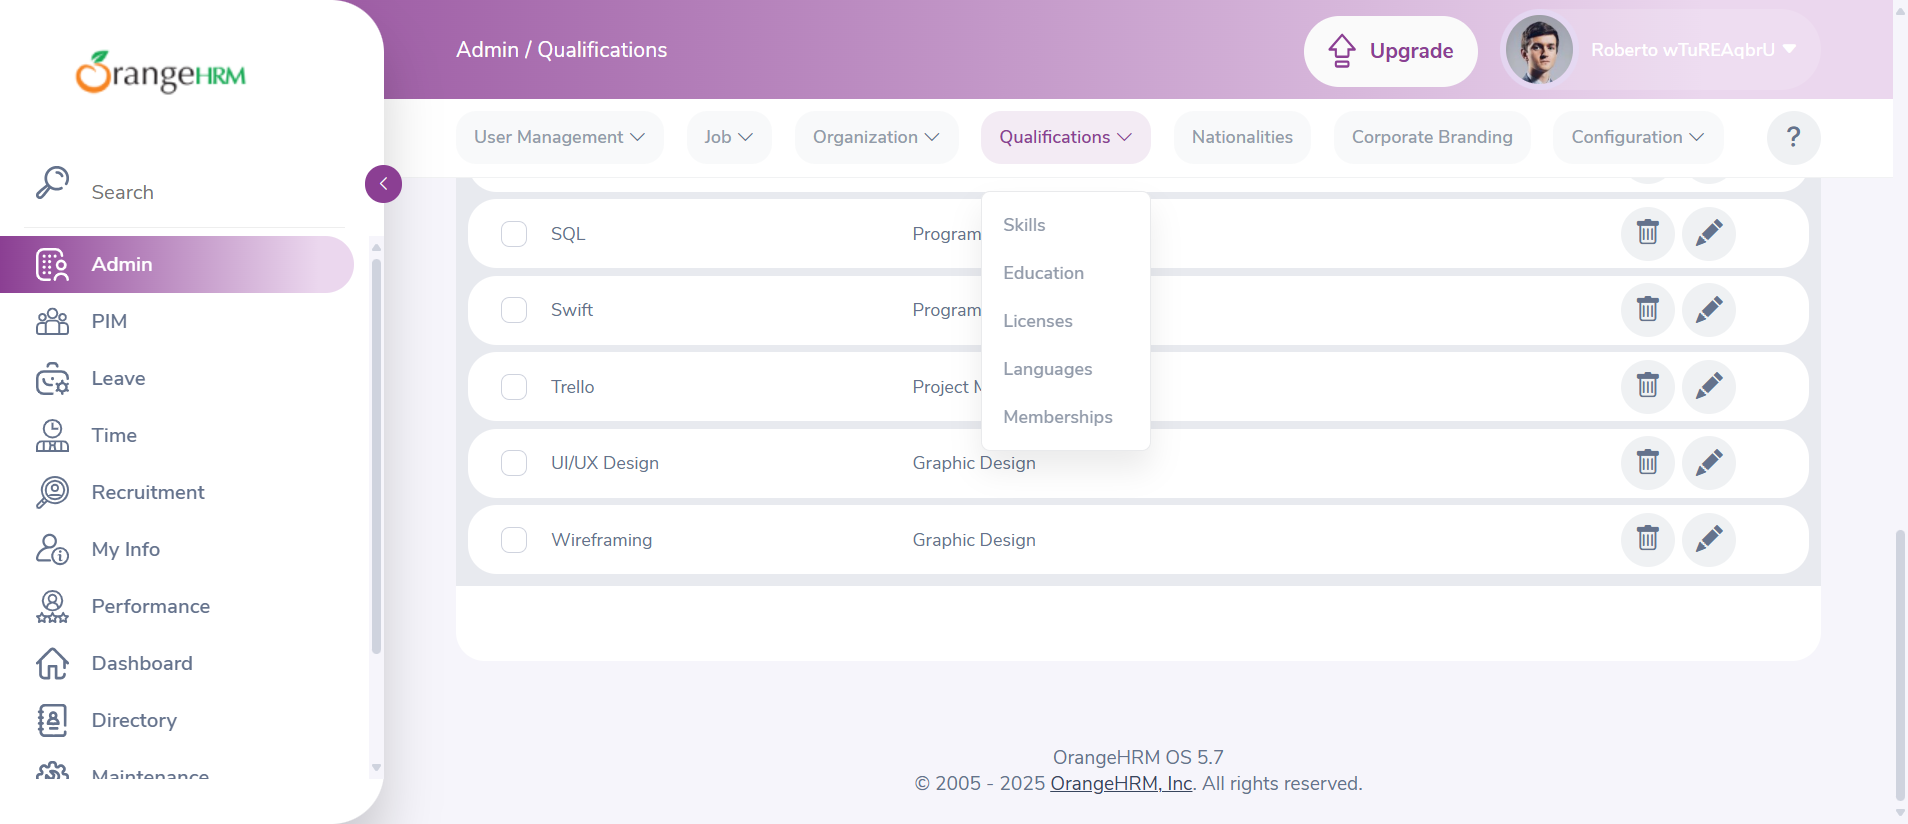 OrangeHRM
Admin / Qualifications
Upgrade
Roberto wTuREAqbrU
User Management
Job
Organization
Qualifications
Nationalities
Corporate Branding
Configuration
?
Search
Admin
PIM
Leave
Time
Recruitment
My Info
Performance
Dashboard
Directory
Maintenance
Skills
Education
Licenses
Languages
Memberships
SQL
Program
Swift
Program
Trello
Project M
UI/UX Design
Graphic Design
Wireframing
Graphic Design
OrangeHRM OS 5.7
© 2005 - 2025 OrangeHRM, Inc. All rights reserved.